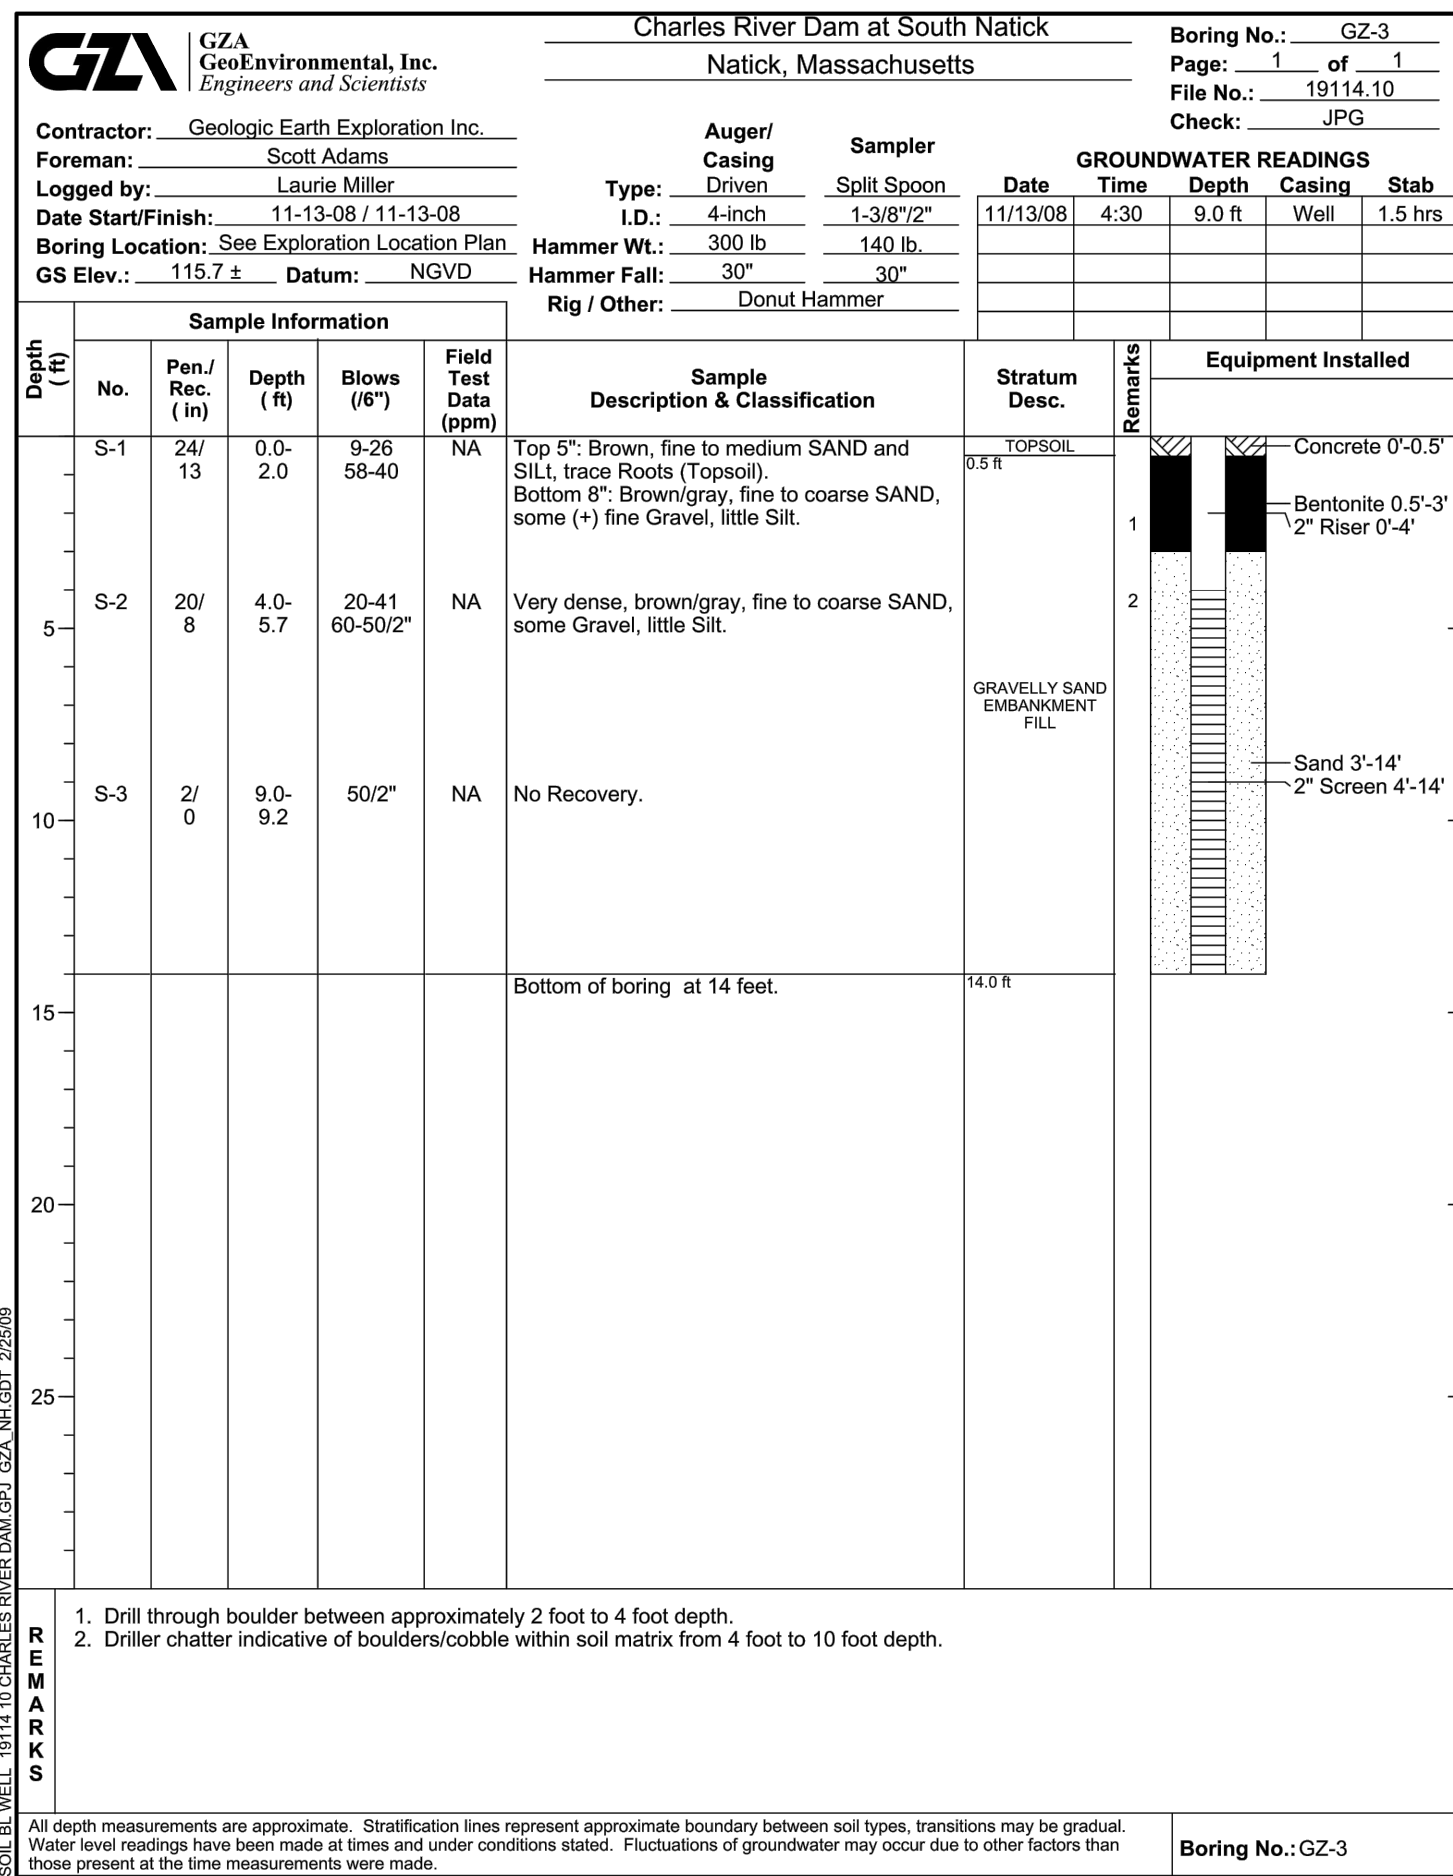 GZA
GZA
GeoEnvironmental, Inc.
Engineers and Scientists
Charles River Dam at South Natick
Natick, Massachusetts
Boring No.: GZ-3
Page: 1 of 1
File No.: 19114.10
Check: JPG
Contractor: Geologic Earth Exploration Inc.
Foreman: Scott Adams
Logged by: Laurie Miller
Date Start/Finish: 11-13-08 / 11-13-08
Boring Location: See Exploration Location Plan
GS Elev.: 115.7 ± Datum: NGVD
Auger/
Casing Sampler
Type: Driven Split Spoon
I.D.: 4-inch 1-3/8"/2"
Hammer Wt.: 300 lb 140 lb.
Hammer Fall: 30" 30"
Rig / Other: Donut Hammer
GROUNDWATER READINGS
Date Time Depth Casing Stab
11/13/08 4:30 9.0 ft Well 1.5 hrs
Depth
( ft)
Sample Information
No.
Pen./
Rec.
( in)
Depth
( ft)
Blows
(/6")
Field
Test
Data
(ppm)
Sample
Description & Classification
Stratum
Desc.
Remarks
Equipment Installed
S-1 24/ 0.0- 9-26 NA Top 5": Brown, fine to medium SAND and
13 2.0 58-40 SILt, trace Roots (Topsoil).
Bottom 8": Brown/gray, fine to coarse SAND,
some (+) fine Gravel, little Silt.
TOPSOIL
0.5 ft
1
Concrete 0'-0.5'
Bentonite 0.5'-3'
2" Riser 0'-4'
S-2 20/ 4.0- 20-41 NA Very dense, brown/gray, fine to coarse SAND,
5 8 5.7 60-50/2" some Gravel, little Silt.
2
GRAVELLY SAND
EMBANKMENT
FILL
Sand 3'-14'
2" Screen 4'-14'
S-3 2/ 9.0- 50/2" NA No Recovery.
10 0 9.2
Bottom of boring at 14 feet.
14.0 ft
15
20
25
REMARKS
1. Drill through boulder between approximately 2 foot to 4 foot depth.
2. Driller chatter indicative of boulders/cobble within soil matrix from 4 foot to 10 foot depth.
All depth measurements are approximate. Stratification lines represent approximate boundary between soil types, transitions may be gradual.
Water level readings have been made at times and under conditions stated. Fluctuations of groundwater may occur due to other factors than
those present at the time measurements were made.
Boring No.: GZ-3
SOIL BL WELL 19114 10 CHARLES RIVER DAM.GPJ GZA_NH.GDT 2/25/09